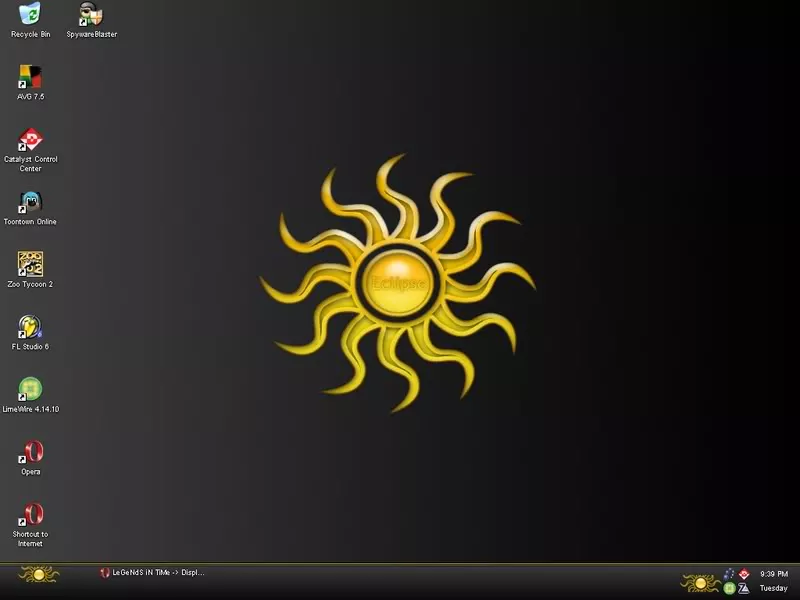 Recycle Bin
SpywareBlaster
AVG 7.5
Catalyst Control
Center
Toontown Online
ZOO
Zoo Tycoon 2
FL Studio 6
LimeWire 4.14.10
Opera
Shortcut to
Internet
Eclipse
LeGeNdS iN TiMe -> Displ...
9:39 PM
Tuesday